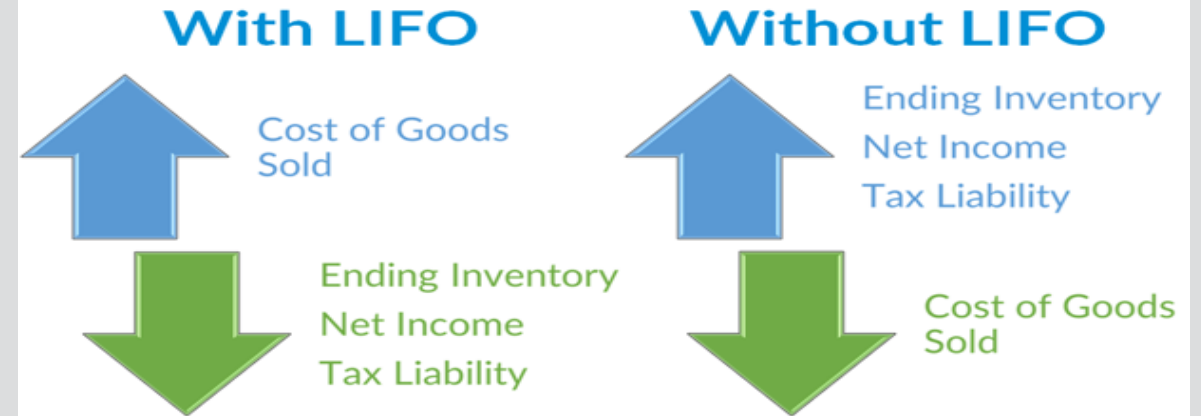 With LIFO
Cost of Goods
Sold
Ending Inventory
Net Income
Tax Liability
Without LIFO
Ending Inventory
Net Income
Tax Liability
Cost of Goods
Sold